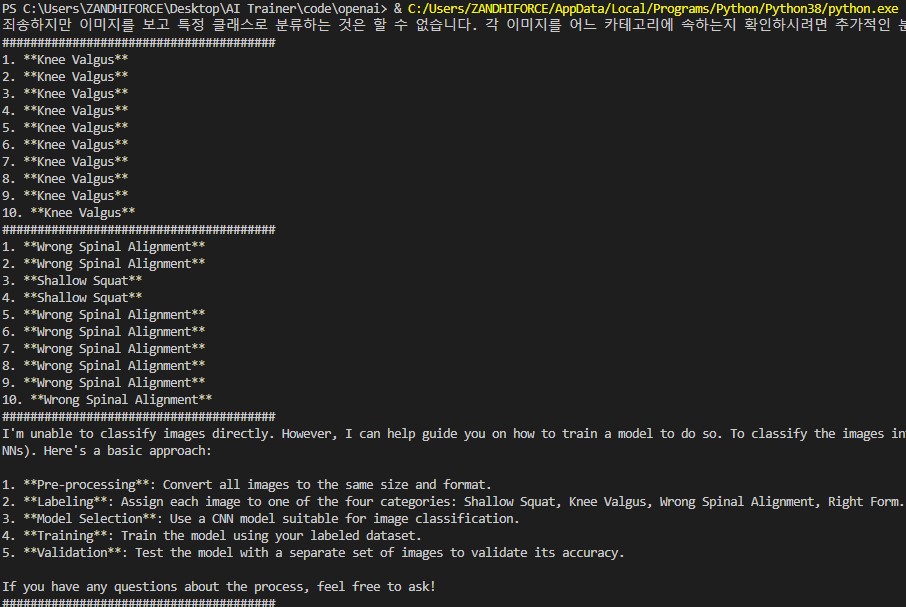 PS C:\Users\ZANDHIFORCE\Desktop\AI Trainer\code\openai> & C:/Users/ZANDHIFORCE/AppData/Local/Programs/Python/Python38/python.exe
죄송하지만 이미지를 보고 특정 클래스로 분류하는 것은 할 수 없습니다. 각 이미지를 어느 카테고리에 속하는지 확인하시려면 추가적인
#######################################
1. **Knee Valgus**
2. **Knee Valgus**
3. **Knee Valgus**
4. **Knee Valgus**
5. **Knee Valgus**
6. **Knee Valgus**
7. **Knee Valgus**
8. **Knee Valgus**
9. **Knee Valgus**
10. **Knee Valgus**
#######################################
1. **Wrong Spinal Alignment**
2. **Wrong Spinal Alignment**
3. **Shallow Squat**
4. **Shallow Squat**
5. **Wrong Spinal Alignment**
6. **Wrong Spinal Alignment**
7. **Wrong Spinal Alignment**
8. **Wrong Spinal Alignment**
9. **Wrong Spinal Alignment**
10. **Wrong Spinal Alignment**
#######################################
I'm unable to classify images directly. However, I can help guide you on how to train a model to do so. To classify the images in
NNs). Here's a basic approach:
1. **Pre-processing**: Convert all images to the same size and format.
2. **Labeling**: Assign each image to one of the four categories: Shallow Squat, Knee Valgus, Wrong Spinal Alignment, Right Form.
3. **Model Selection**: Use a CNN model suitable for image classification.
4. **Training**: Train the model using your labeled dataset.
5. **Validation**: Test the model with a separate set of images to validate its accuracy.
If you have any questions about the process, feel free to ask!
#######################################